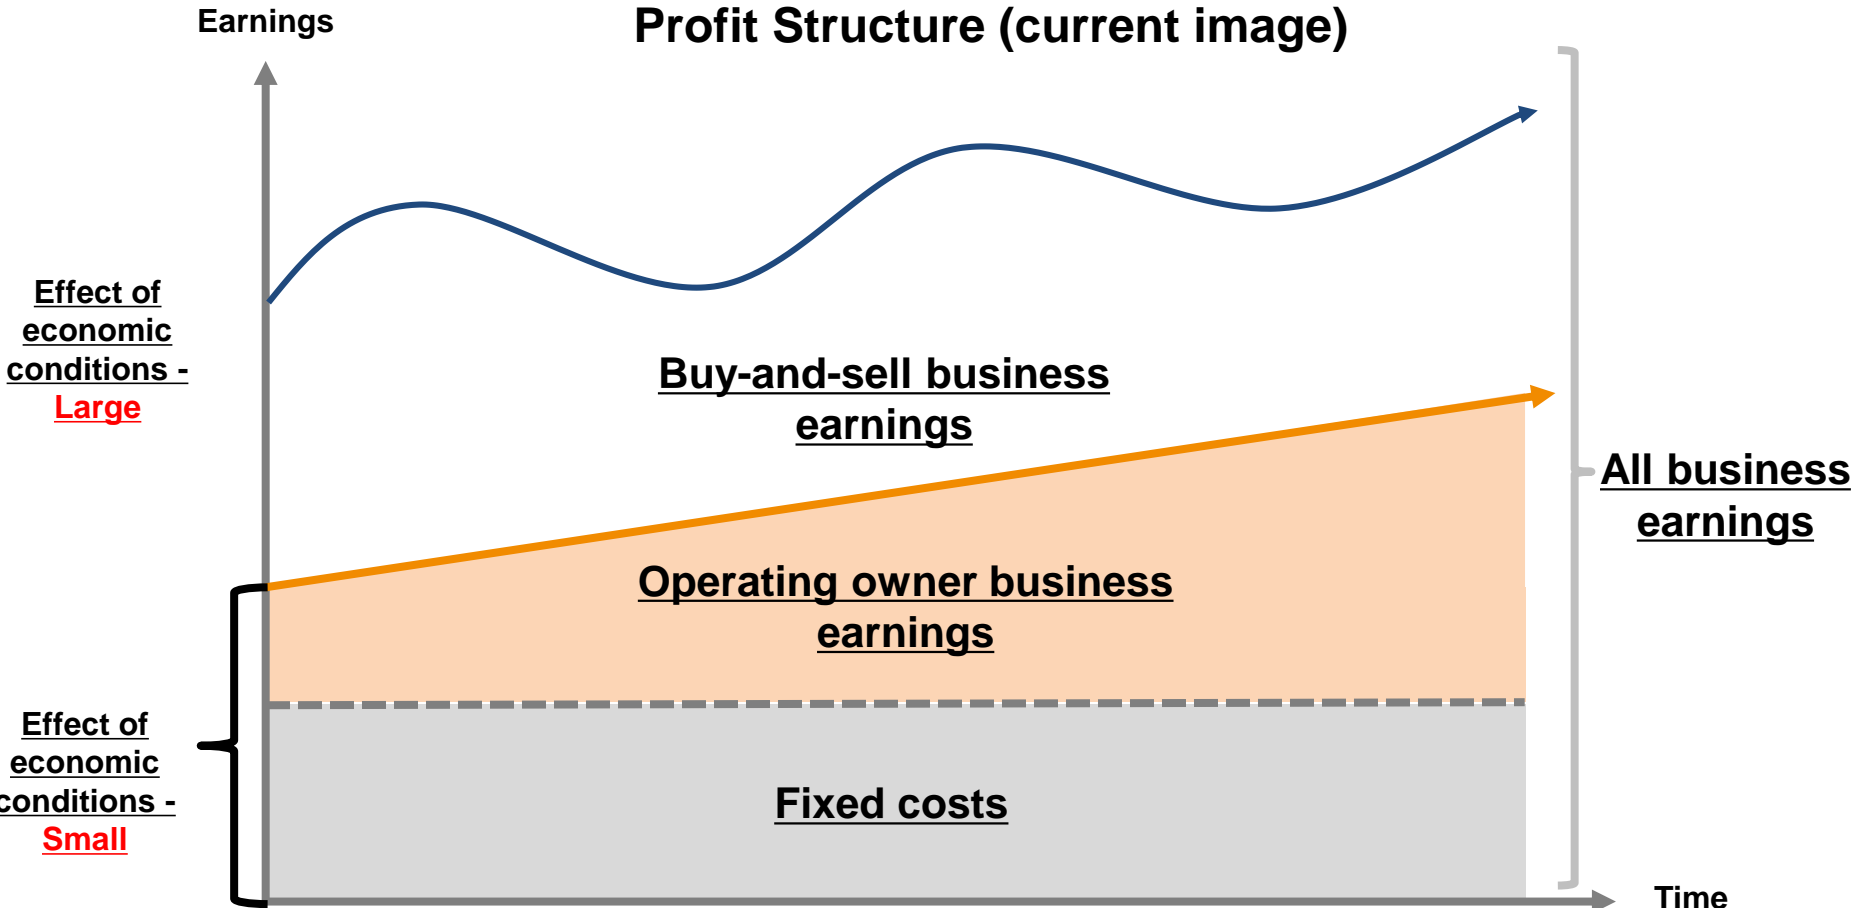 Earnings
Profit Structure (current image)
Effect of
economic
conditions -
Large
Buy-and-sell business
earnings
All business
earnings
Operating owner business
earnings
Effect of
economic
conditions -
Small
Fixed costs
Time